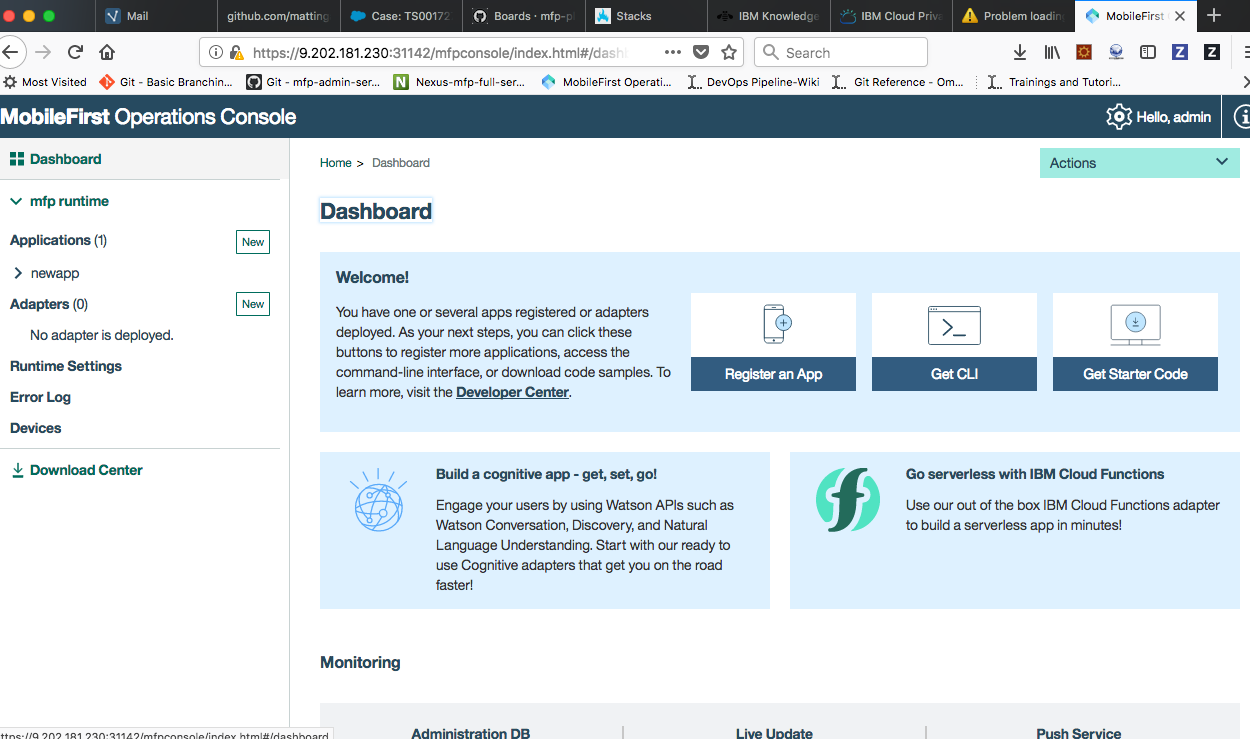 Mail
github.com/matting
Case: TS00172
Boards · mfp-p
Stacks
IBM Knowledge
IBM Cloud Priva
Problem loading
MobileFirst
https://9.202.181.230:31142/mfpconsole/index.html#/dash
Search
Most Visited
Git - Basic Branchin...
Git - mfp-admin-ser...
Nexus-mfp-full-ser...
MobileFirst Operati...
DevOps Pipeline-Wiki
Git Reference - Om...
Trainings and Tutori...
MobileFirst Operations Console
Hello, admin
Dashboard
mfp runtime
Applications (1)
New
newapp
Adapters (0)
New
No adapter is deployed.
Runtime Settings
Error Log
Devices
Download Center
Home > Dashboard
Actions
Dashboard
Welcome!
You have one or several apps registered or adapters
deployed. As your next steps, you can click these
buttons to register more applications, access the
command-line interface, or download code samples. To
learn more, visit the Developer Center.
Register an App
Get CLI
Get Starter Code
Build a cognitive app - get, set, go!
Engage your users by using Watson APIs such as
Watson Conversation, Discovery, and Natural
Language Understanding. Start with our ready to
use Cognitive adapters that get you on the road
faster!
Go serverless with IBM Cloud Functions
Use our out of the box IBM Cloud Functions adapter
to build a serverless app in minutes!
Monitoring
Administration DB
Live Update
Push Service
ttps://9.202.181.230:31142/mfpconsole/index.html#/dashboard